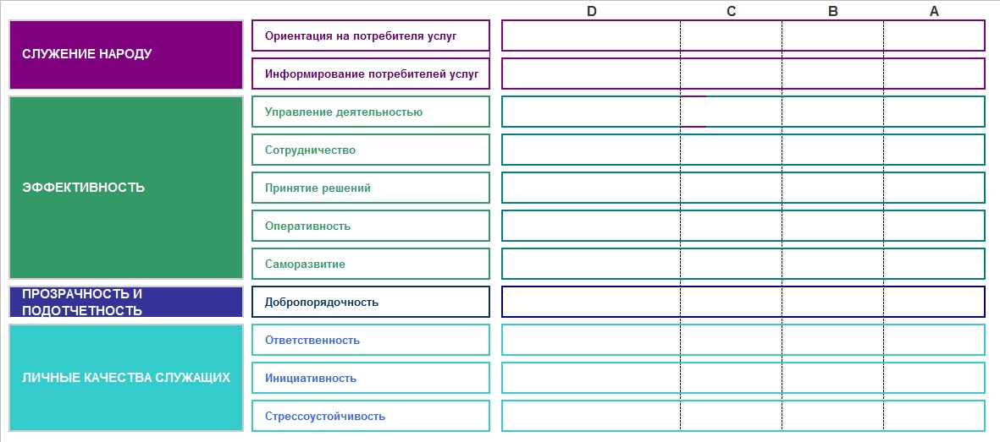 D C B A
СЛУЖЕНИЕ НАРОДУ
Ориентация на потребителя услуг
Информирование потребителей услуг
ЭФФЕКТИВНОСТЬ
Управление деятельностью
Сотрудничество
Принятие решений
Оперативность
Саморазвитие
ПРОЗРАЧНОСТЬ И
ПОДОТЧЕТНОСТЬ
Добропорядочность
ЛИЧНЫЕ КАЧЕСТВА СЛУЖАЩИХ
Ответственность
Инициативность
Стрессоустойчивость